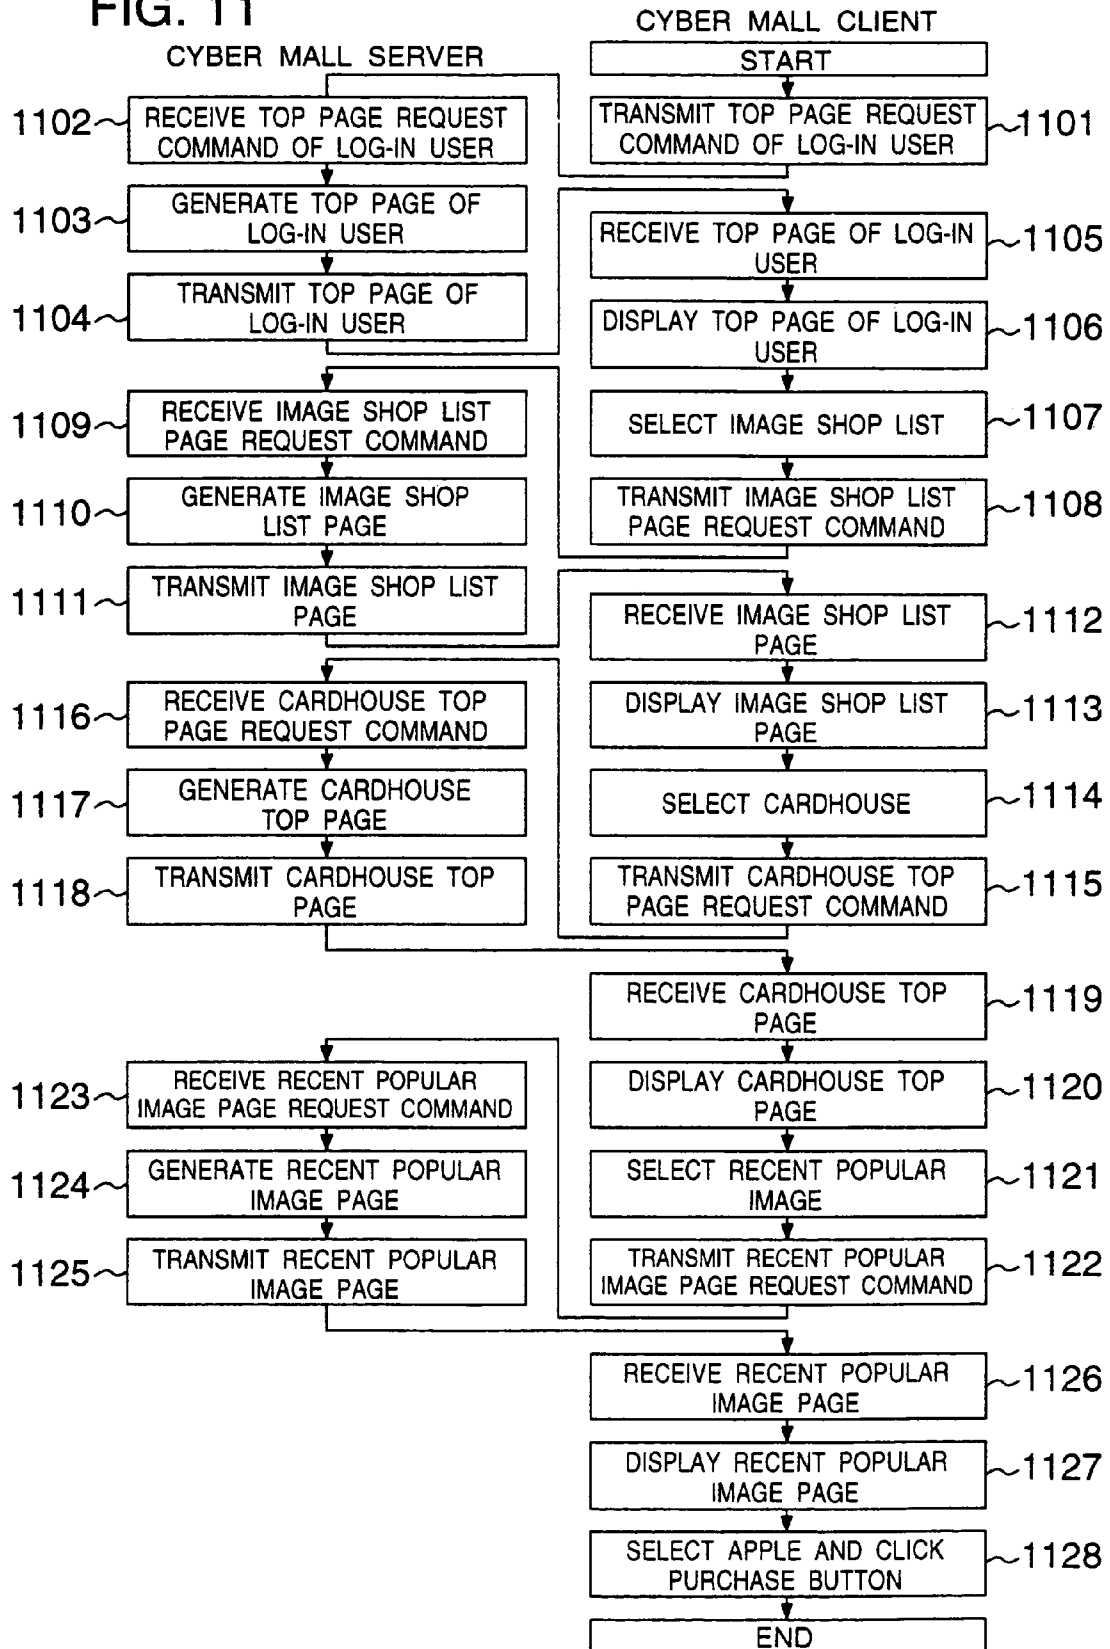 FIG. 11
CYBER MALL SERVER
CYBER MALL CLIENT
START
1101
TRANSMIT TOP PAGE REQUEST
COMMAND OF LOG-IN USER
1102
RECEIVE TOP PAGE REQUEST
COMMAND OF LOG-IN USER
1103
GENERATE TOP PAGE OF
LOG-IN USER
1104
TRANSMIT TOP PAGE OF
LOG-IN USER
RECEIVE TOP PAGE OF LOG-IN
USER
1105
DISPLAY TOP PAGE OF LOG-IN
USER
1106
SELECT IMAGE SHOP LIST
1107
TRANSMIT IMAGE SHOP LIST
PAGE REQUEST COMMAND
1108
1109
RECEIVE IMAGE SHOP LIST
PAGE REQUEST COMMAND
1110
GENERATE IMAGE SHOP
LIST PAGE
1111
TRANSMIT IMAGE SHOP LIST
PAGE
RECEIVE IMAGE SHOP LIST
PAGE
1112
DISPLAY IMAGE SHOP LIST
PAGE
1113
SELECT CARDHOUSE
1114
TRANSMIT CARDHOUSE TOP
PAGE REQUEST COMMAND
1115
1116
RECEIVE CARDHOUSE TOP
PAGE REQUEST COMMAND
1117
GENERATE CARDHOUSE
TOP PAGE
1118
TRANSMIT CARDHOUSE TOP
PAGE
RECEIVE CARDHOUSE TOP
PAGE
1119
DISPLAY CARDHOUSE TOP
PAGE
1120
SELECT RECENT POPULAR
IMAGE
1121
TRANSMIT RECENT POPULAR
IMAGE PAGE REQUEST COMMAND
1122
1123
RECEIVE RECENT POPULAR
IMAGE PAGE REQUEST COMMAND
1124
GENERATE RECENT POPULAR
IMAGE PAGE
1125
TRANSMIT RECENT POPULAR
IMAGE PAGE
RECEIVE RECENT POPULAR
IMAGE PAGE
1126
DISPLAY RECENT POPULAR
IMAGE PAGE
1127
SELECT APPLE AND CLICK
PURCHASE BUTTON
1128
END